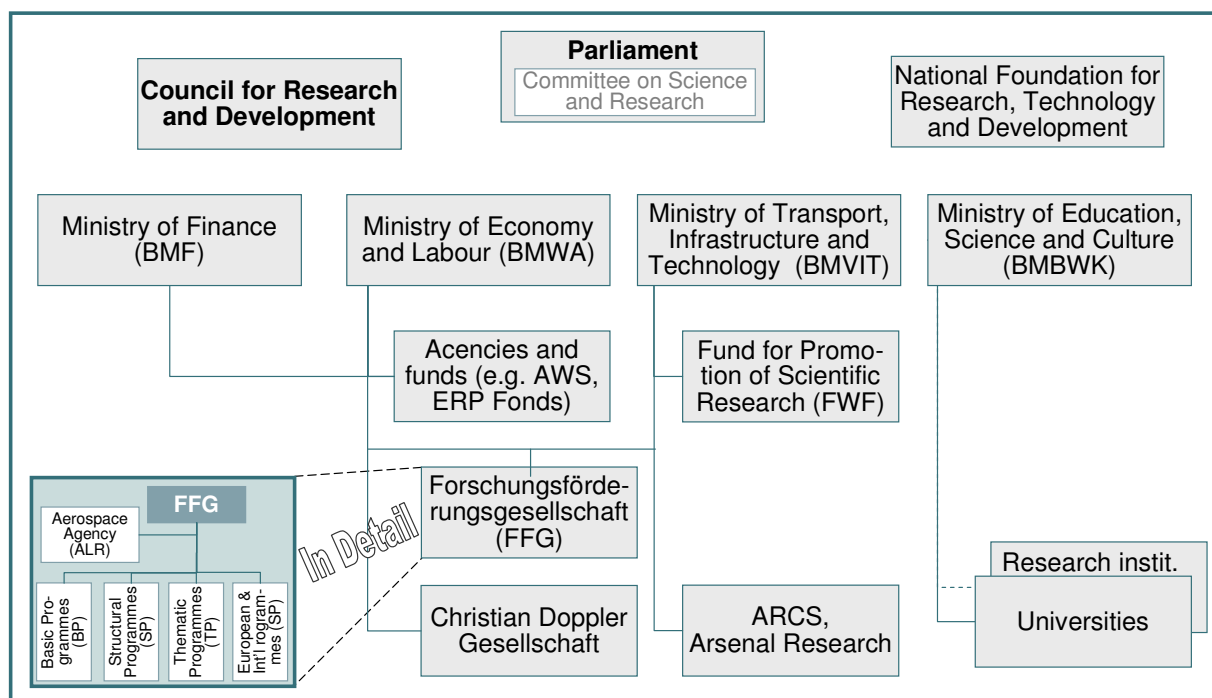 Parliament
Committee on Science
and Research
Council for Research
and Development
National Foundation for
Research, Technology
and Development
Ministry of Finance
(BMF)
Ministry of Economy
and Labour (BMWA)
Ministry of Transport,
Infrastructure and
Technology (BMVIT)
Ministry of Education,
Science and Culture
(BMBWK)
Acencies and
funds (e.g. AWS,
ERP Fonds)
Fund for Promo-
tion of Scientific
Research (FWF)
Forschungsförde-
rungsgesellschaft
(FFG)
In Detail
FFG
Aerospace
Agency
(ALR)
Basic Pro-
grammes
(BP)
Structural
Programmes
(SP)
Thematic
Programmes
(TP)
European &
Int'l rogram-
mes (SP)
Christian Doppler
Gesellschaft
ARCS,
Arsenal Research
Research instit.
Universities